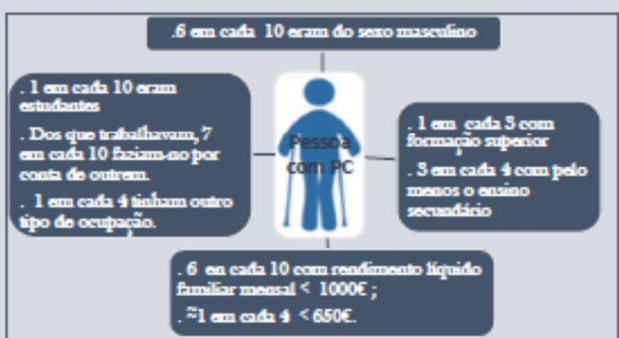 .6 em cada 10 eram do sexo masculino
. 1 em cada 10 eram
estudantes
. Dos que trabalhavam, 7
em cada 10 faziam-no por
conta de outrem.
. 1 em cada 4 tinham outro
tipo de ocupação.
Pessoa
com PC
. 1 em cada 3 com
formação superior
. 3 em cada 4 com pelo
menos o ensino
secundário
. 6 en cada 10 com rendimento líquido
familiar mensal < 1000€ ;
. ≈1 em cada 4 < 650€.